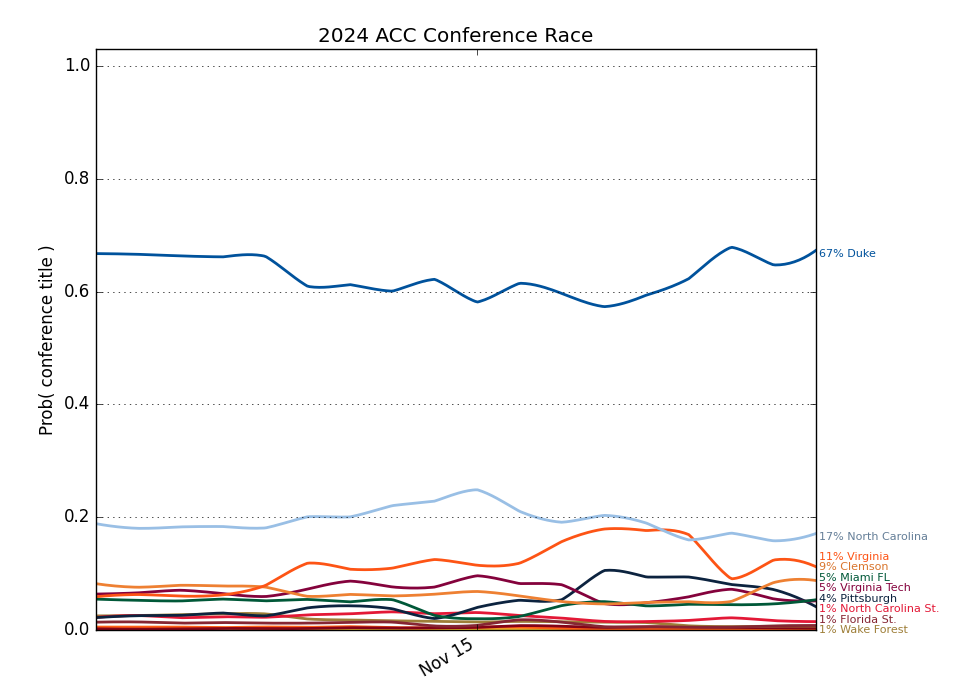 2024 ACC Conference Race
Prob( conference title )
1.0
0.8
0.6
0.4
0.2
0.0
Nov 15
67% Duke
17% North Carolina
11% Virginia
9% Clemson
5% Miami FL
5% Virginia Tech
4% Pittsburgh
1% North Carolina St.
1% Florida St.
1% Wake Forest